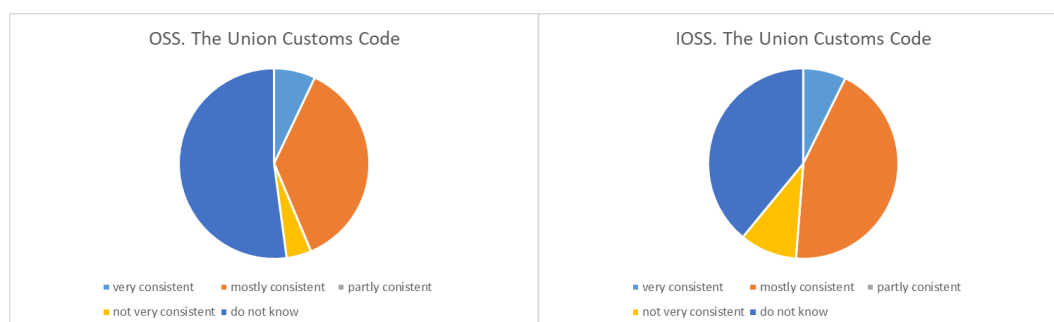 OSS. The Union Customs Code
very consistent mostly consistent partly conistent
not very consistent do not know
IOSS. The Union Customs Code
very consistent mostly consistent partly conistent
not very consistent do not know